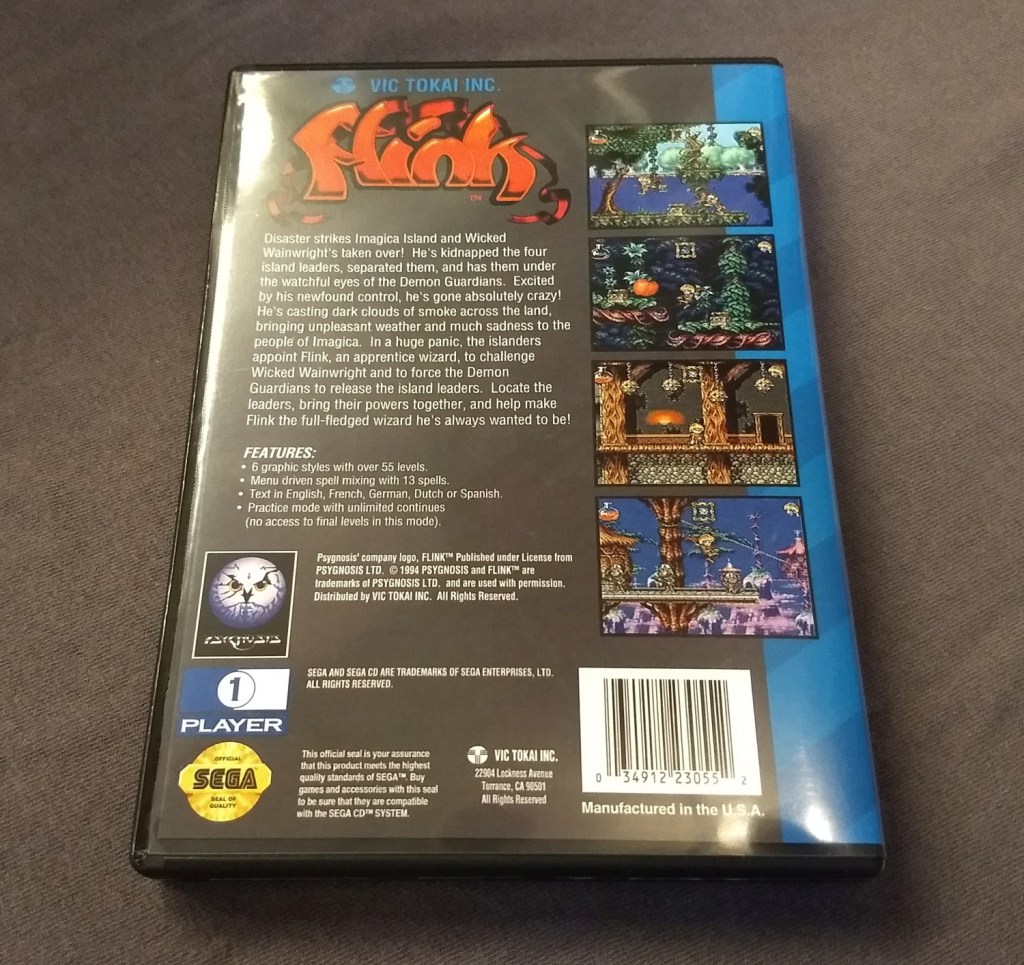 VIC TOKAI INC.
Flink
TM
Disaster strikes Imagica Island and Wicked
Wainwright's taken over! He's kidnapped the four
island leaders, separated them, and has them under
the watchful eyes of the Demon Guardians. Excited
by his newfound control, he's gone absolutely crazy!
He's casting dark clouds of smoke across the land,
bringing unpleasant weather and much sadness to the
people of Imagica. In a huge panic, the islanders
appoint Flink, an apprentice wizard, to challenge
Wicked Wainwright and to force the Demon
Guardians to release the island leaders. Locate the
leaders, bring their powers together, and help make
Flink the full-fledged wizard he's always wanted to be!
FEATURES:
• 6 graphic styles with over 55 levels.
• Menu driven spell mixing with 13 spells.
• Text in English, French, German, Dutch or Spanish.
• Practice mode with unlimited continues
(no access to final levels in this mode).
Psygnosis' company logo, FLINK™ Published under License from
PSYGNOSIS LTD. © 1994 PSYGNOSIS and FLINK™ are
trademarks of PSYGNOSIS LTD. and are used with permission.
Distributed by VIC TOKAI INC. All Rights Reserved.
PSYGNOSIS
SEGA AND SEGA CD ARE TRADEMARKS OF SEGA ENTERPRISES, LTD.
ALL RIGHTS RESERVED.
1
PLAYER
OFFICIAL
SEGA
SEAL OF
QUALITY
This official seal is your assurance
that this product meets the highest
quality standards of SEGA™. Buy
games and accessories with this seal
to be sure that they are compatible
with the SEGA CD™ SYSTEM.
VIC TOKAI INC.
22904 Lockness Avenue
Torrance, CA 90501
All Rights Reserved
0 34912 23055 2
Manufactured in the U.S.A.